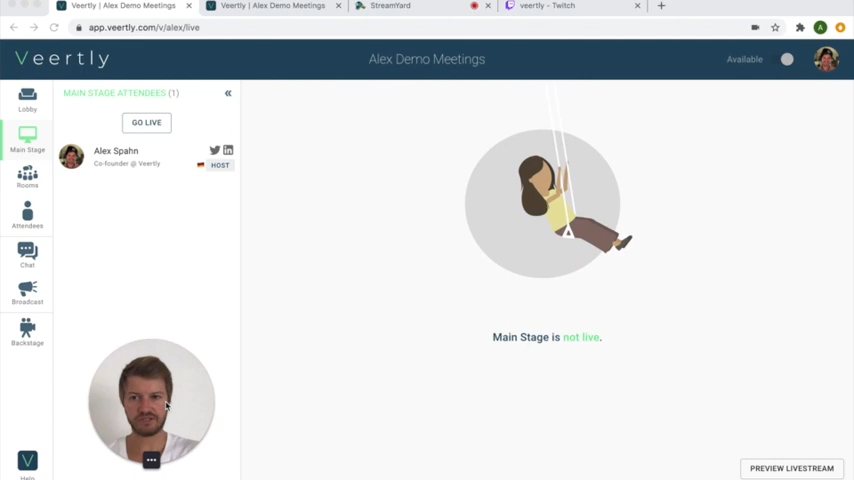 Veertly | Alex Demo Meetings
Veertly | Alex Demo Meetings
StreamYard
veertly - Twitch
app.veertly.com/v/alex/live
A
Veertly
Alex Demo Meetings
Available
Lobby
Main Stage
Rooms
Attendees
Chat
Broadcast
Backstage
Help
MAIN STAGE ATTENDEES (1)
GO LIVE
Alex Spahn
Co-founder @ Veertly
HOST
Main Stage is not live.
PREVIEW LIVESTREAM